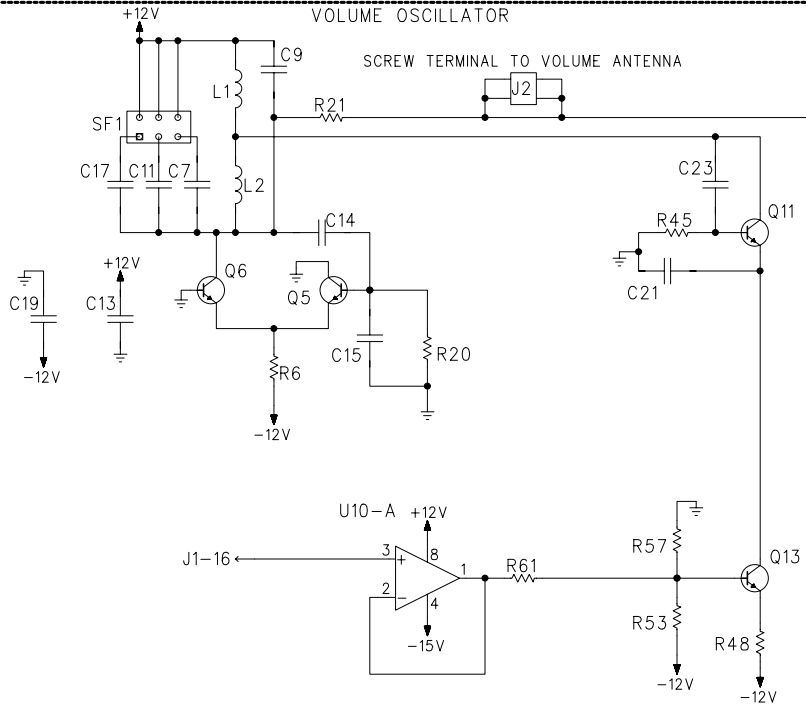 VOLUME OSCILLATOR
+12V
C9
SCREW TERMINAL TO VOLUME ANTENNA
L1
J2
R21
SF1
C17
C11
C7
L2
C23
C14
R45
Q11
+12V
Q6
C19
C13
Q5
C21
C15
R20
R6
-12V
-12V
U10-A
+12V
J1-16
3
+
8
R57
Q13
1
R61
2
-
4
R53
R48
-15V
-12V
-12V